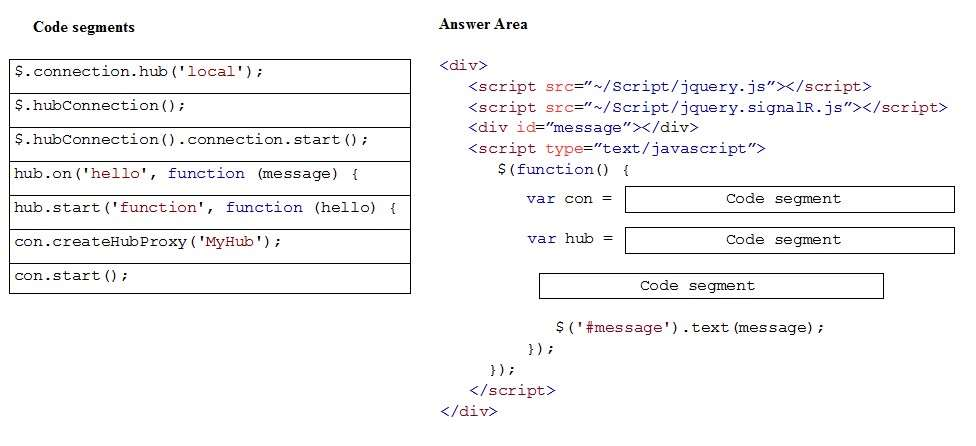 Code segments
$.connection.hub('local');
$.hubConnection();
$.hubConnection().connection.start();
hub.on('hello', function (message) {
hub.start('function', function (hello) {
con.createHubProxy('MyHub');
con.start();
Answer Area
<div>
<script src=”~/Script/jquery.js”></script>
<script src=”~/Script/jquery.signalR.js”></script>
<div id=”message”></div>
<script type=”text/javascript”>
$(function() {
var con = Code segment
var hub = Code segment
Code segment
$('#message').text(message);
});
});
</script>
</div>